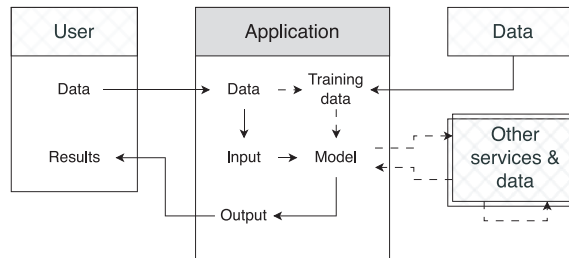 User
Application
Data
Data
Data
Training
data
Results
Input
Model
Other
services &
data
Output